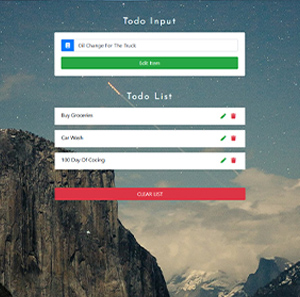 Todo Input
Oil Change For The Truck
Edit Item
Todo List
Buy Groceries
Car Wash
100 Day Of Coding
CLEAR LIST